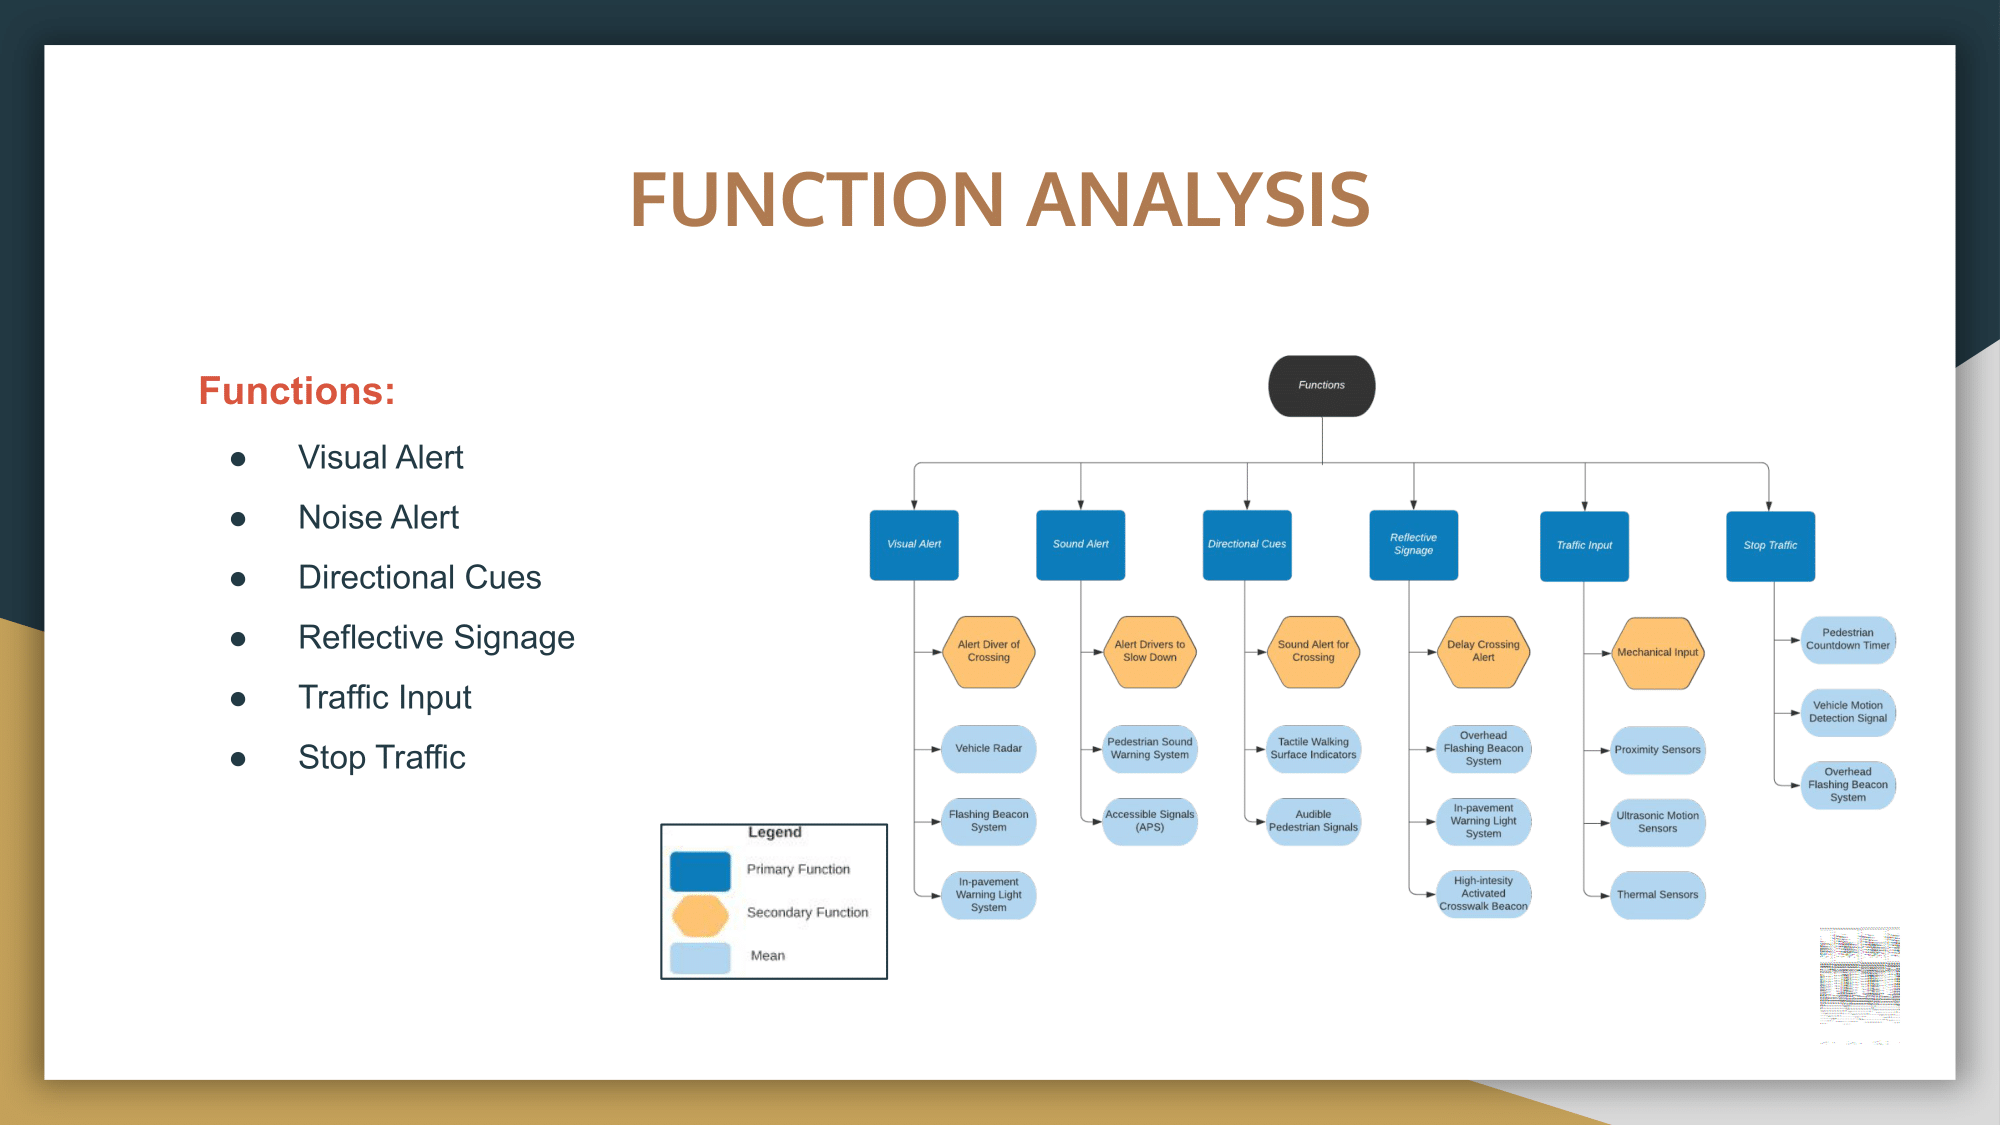 FUNCTION ANALYSIS
Functions:
● Visual Alert
● Noise Alert
● Directional Cues
● Reflective Signage
● Traffic Input
● Stop Traffic
Functions
Visual Alert
Sound Alert
Directional Cues
Reflective
Signage
Traffic Input
Stop Traffic
Alert Diver of
Crossing
Vehicle Radar
Flashing Beacon
System
In-pavement
Warning Light
System
Alert Drivers to
Slow Down
Pedestrian Sound
Warning System
Accessible Signals
(APS)
Sound Alert for
Crossing
Tactile Walking
Surface Indicators
Audible
Pedestrian Signals
Delay Crossing
Alert
Overhead
Flashing Beacon
System
In-pavement
Warning Light
System
High-intesity
Activated
Crosswalk Beacon
Mechanical Input
Proximity Sensors
Ultrasonic Motion
Sensors
Thermal Sensors
Pedestrian
Countdown Timer
Vehicle Motion
Detection Signal
Overhead
Flashing Beacon
System
Legend
Primary Function
Secondary Function
Mean